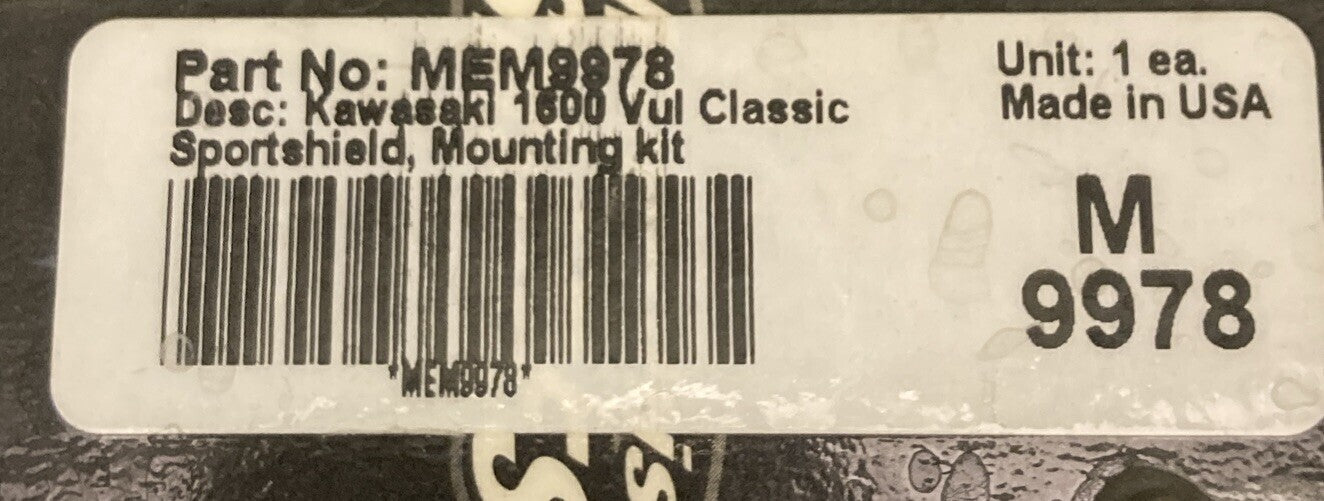 Part No: MEM9978
Desc: Kawasaki 1600 Vul Classic
Sportshield, Mounting kit
*MEM9978*
Unit: 1 ea.
Made in USA
M
9978